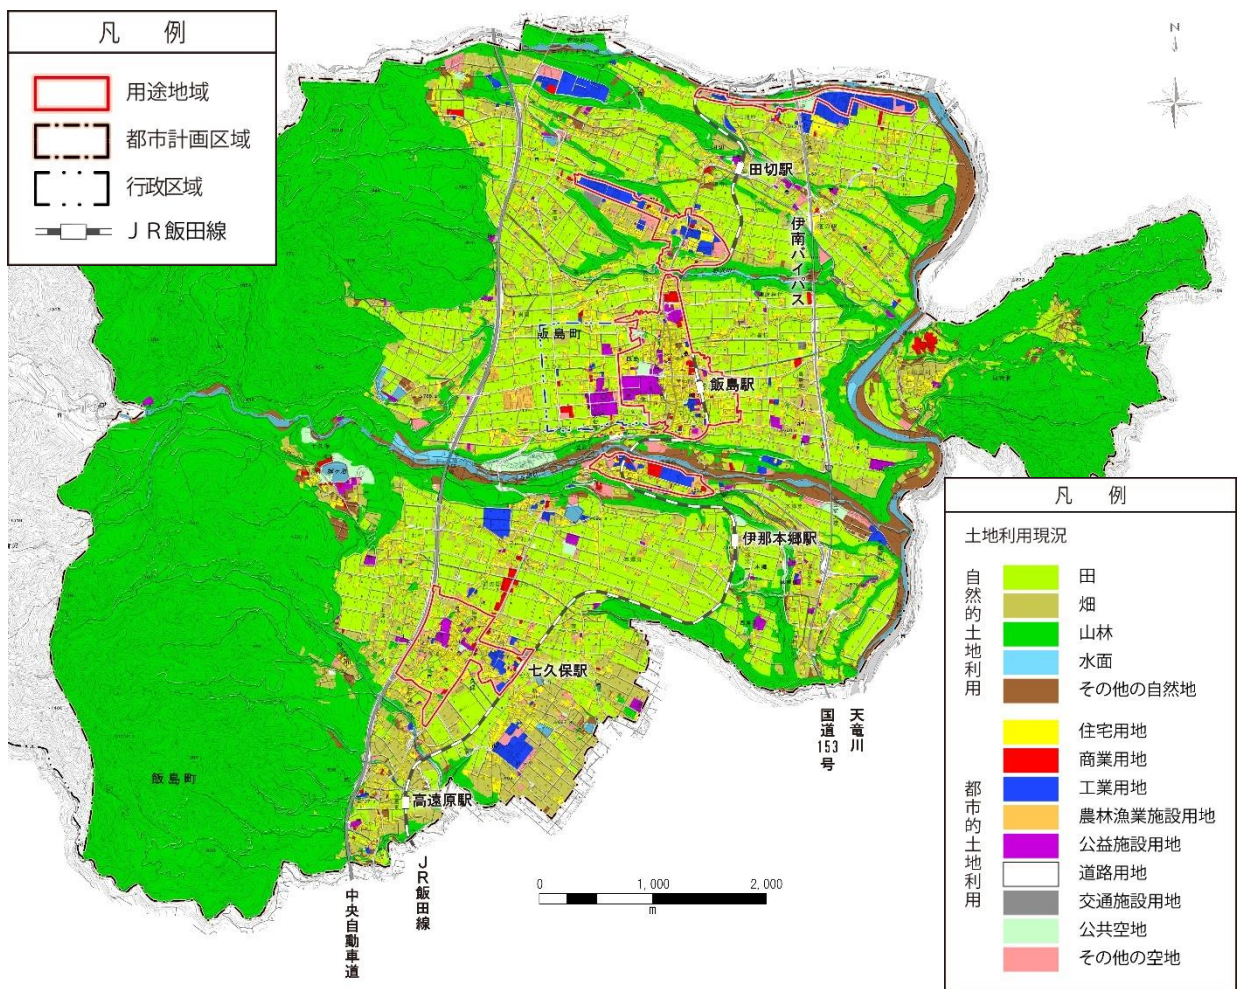 凡 例
用途地域
都市計画区域
行政区域
ＪＲ飯田線
N
田切駅
伊南バイパス
飯島町
飯島駅
伊那本郷駅
七久保駅
飯島町
高遠原駅
中央自動車道
ＪＲ飯田線
国道153号
天竜川
0 1,000 2,000
m
凡 例
土地利用現況
自然的土地利用
田
畑
山林
水面
その他の自然地
都市的土地利用
住宅用地
商業用地
工業用地
農林漁業施設用地
公益施設用地
道路用地
交通施設用地
公共空地
その他の空地